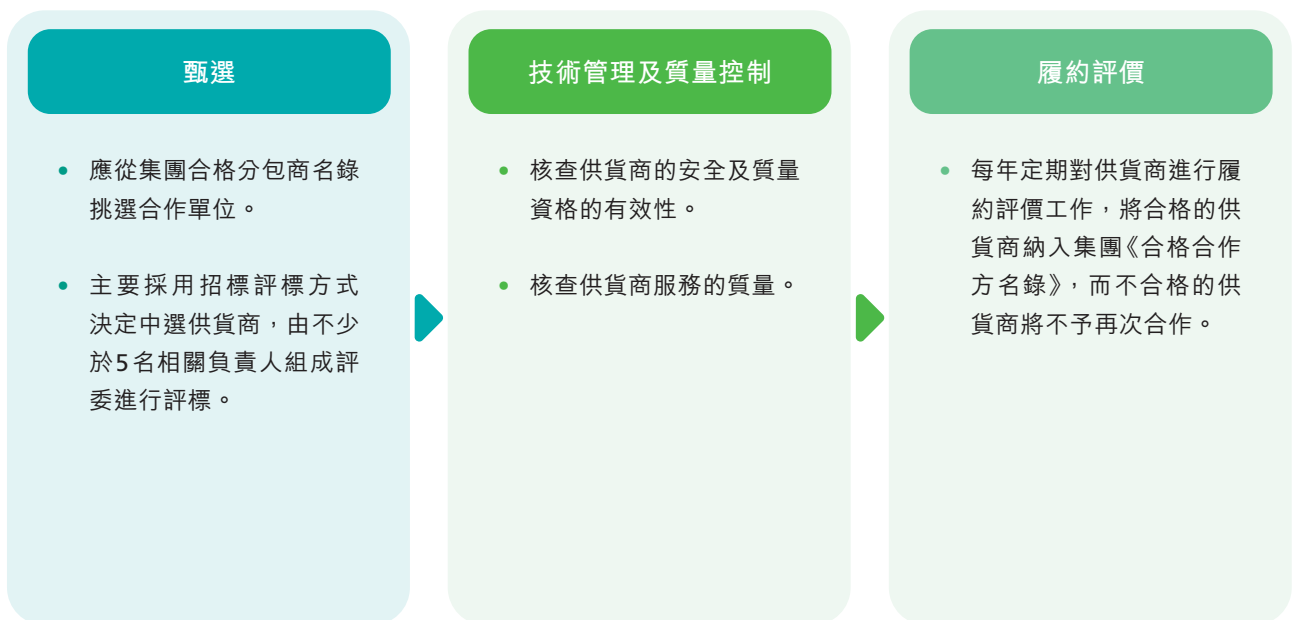 甄選
• 應從集團合格分包商名錄
挑選合作單位。
• 主要採用招標評標方式
決定中選供貨商，由不少
於5名相關負責人組成評
委進行評標。
技術管理及質量控制
• 核查供貨商的安全及質量
資格的有效性。
• 核查供貨商服務的質量。
履約評價
• 每年定期對供貨商進行履
約評價工作，將合格的供
貨商納入集團《合格合作
方名錄》，而不合格的供
貨商將不予再次合作。